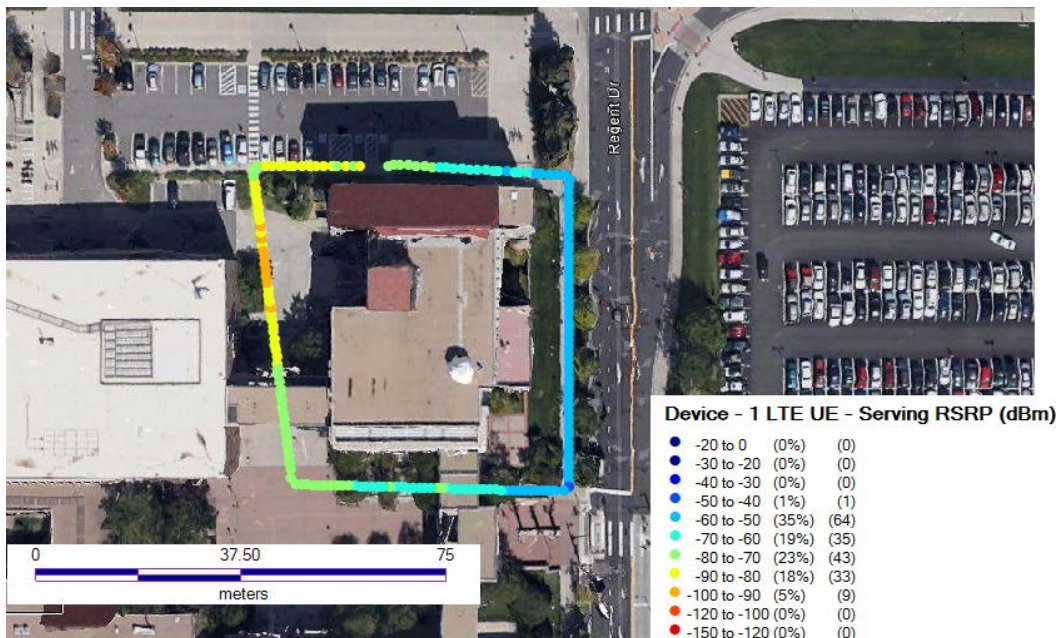 Regent Dr
Device - 1 LTE UE - Serving RSRP (dBm)
-20 to 0 (0%) (0)
-30 to -20 (0%) (0)
-40 to -30 (0%) (0)
-50 to -40 (1%) (1)
-60 to -50 (35%) (64)
-70 to -60 (19%) (35)
-80 to -70 (23%) (43)
-90 to -80 (18%) (33)
-100 to -90 (5%) (9)
-120 to -100 (0%) (0)
-150 to -120 (0%) (0)
0 37.50 75
meters